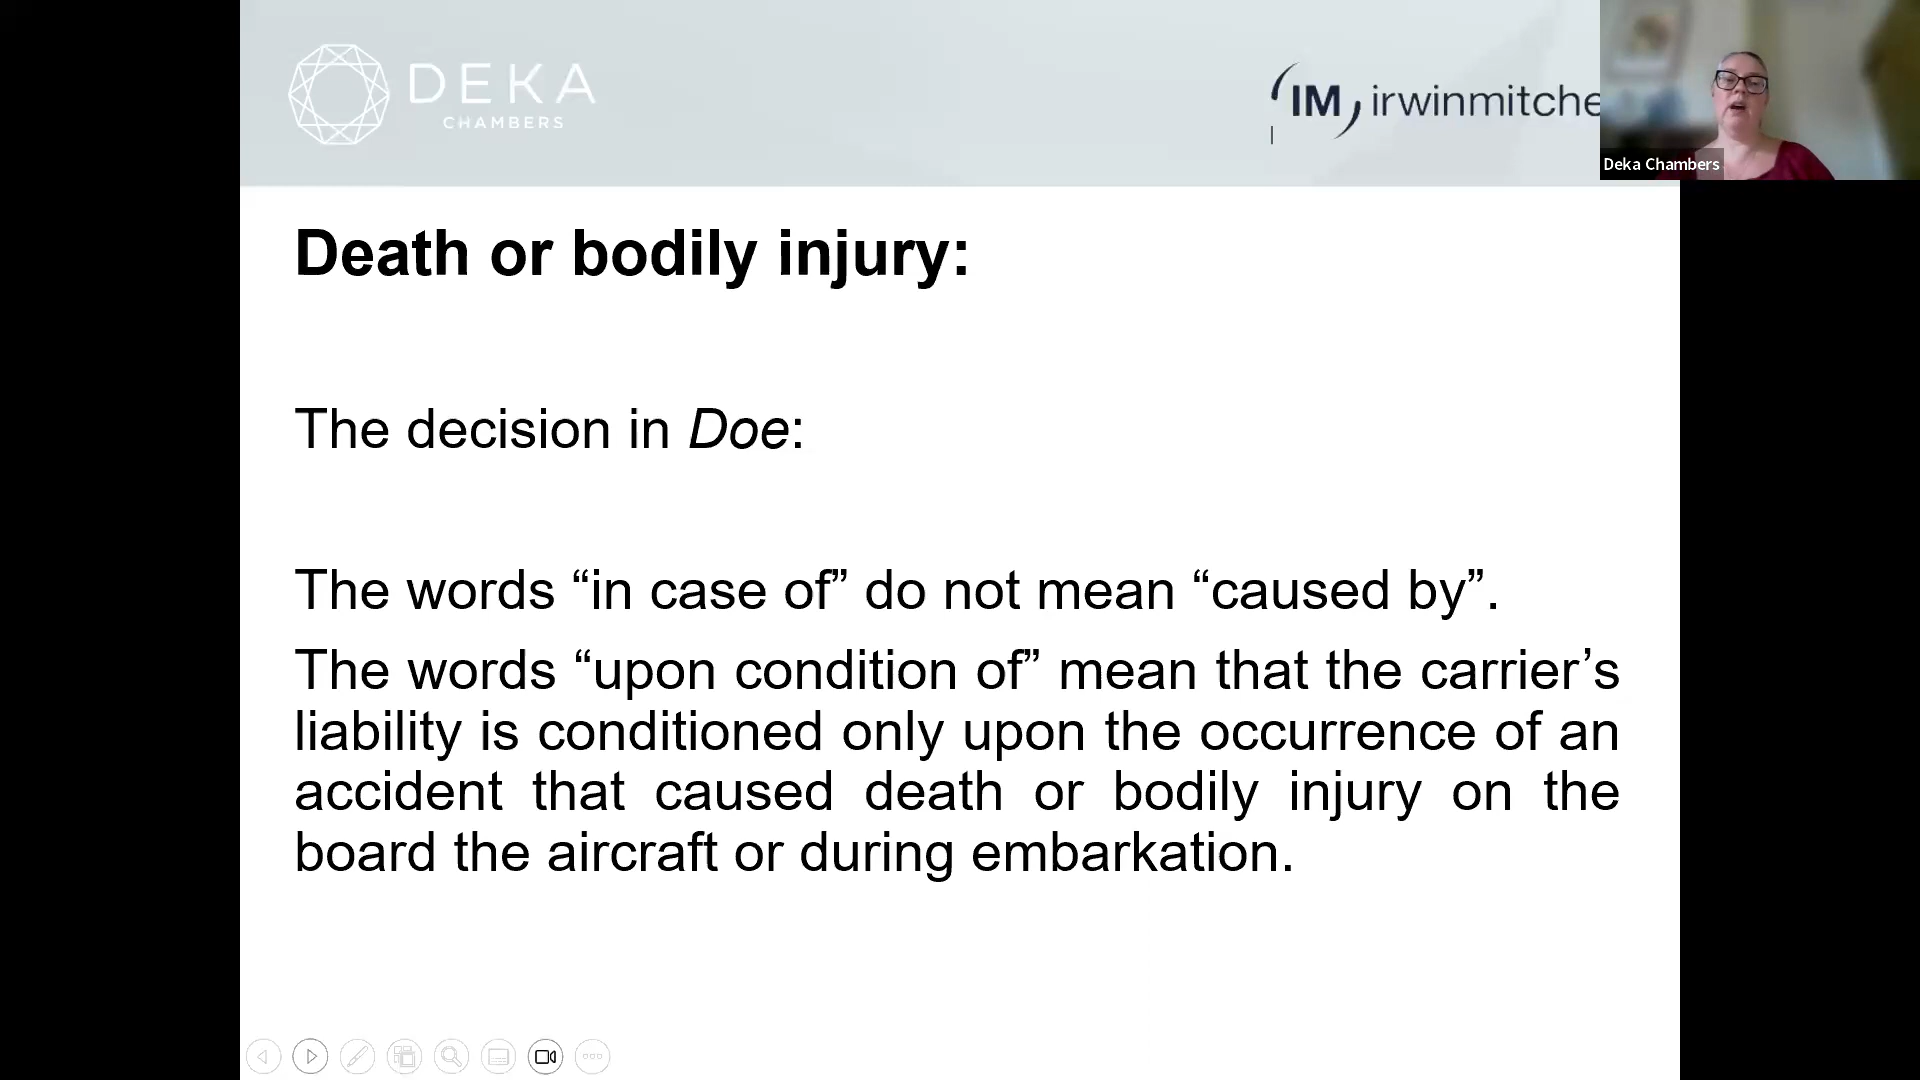 DEKA
CHAMBERS
IM irwinmitche
Deka Chambers
Death or bodily injury:
The decision in Doe:
The words “in case of” do not mean “caused by”.
The words “upon condition of” mean that the carrier’s
liability is conditioned only upon the occurrence of an
accident that caused death or bodily injury on the
board the aircraft or during embarkation.